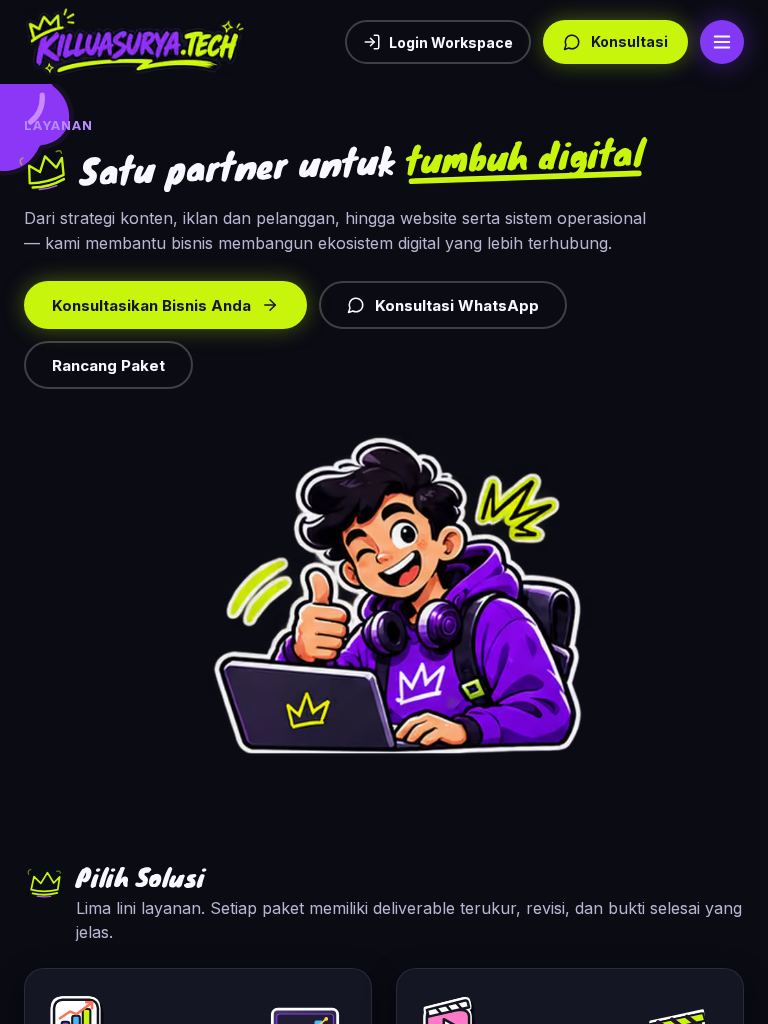 KILLUASURYA.TECH
Login Workspace
Konsultasi
LAYANAN
Satu partner untuk tumbuh digital
Dari strategi konten, iklan dan pelanggan, hingga website serta sistem operasional
— kami membantu bisnis membangun ekosistem digital yang lebih terhubung.
Konsultasikan Bisnis Anda
Konsultasi WhatsApp
Rancang Paket
Pilih Solusi
Lima lini layanan. Setiap paket memiliki deliverable terukur, revisi, dan bukti selesai yang
jelas.